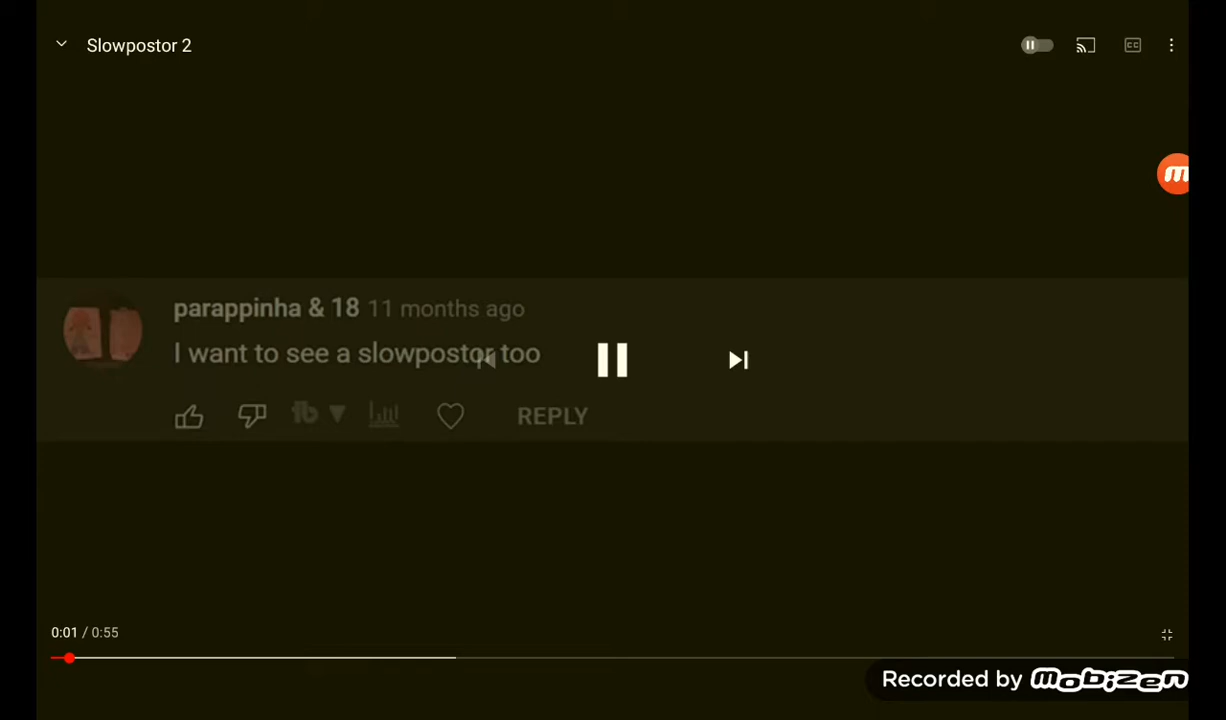 Slowpostor 2
CC
m
parappinha & 18 11 months ago
I want to see a slowpostor too
REPLY
0:01 / 0:55
Recorded by mobizen